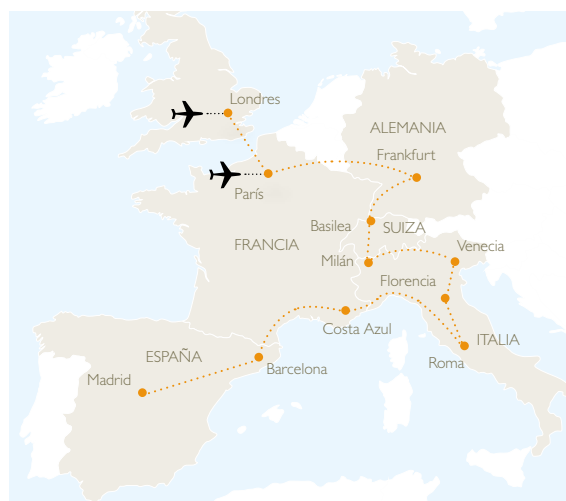 Londres
ALEMANIA
Frankfurt
París
Basilea
SUIZA
FRANCIA
Venecia
Milán
Florencia
Costa Azul
ITALIA
ESPAÑA
Roma
Barcelona
Madrid